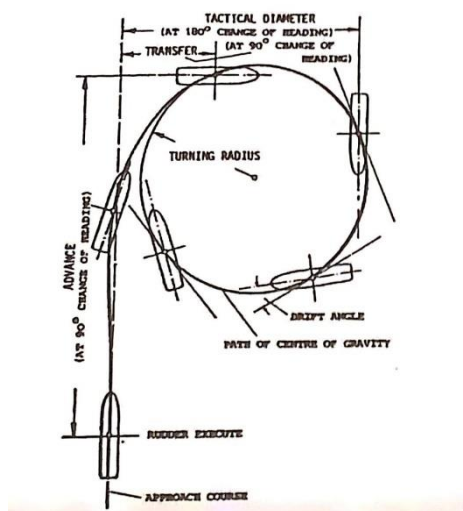 TACTICAL DIAMETER
(AT 180° CHANGE OF HEADING)
TRANSFER
(AT 90° CHANGE OF
HEADING)
TURNING RADIUS
ADVANCE
(AT 90° CHANGE OF HEADING)
DRIFT ANGLE
PATH OF CENTRE OF GRAVITY
RUDDER EXECUTE
APPROACH COURSE